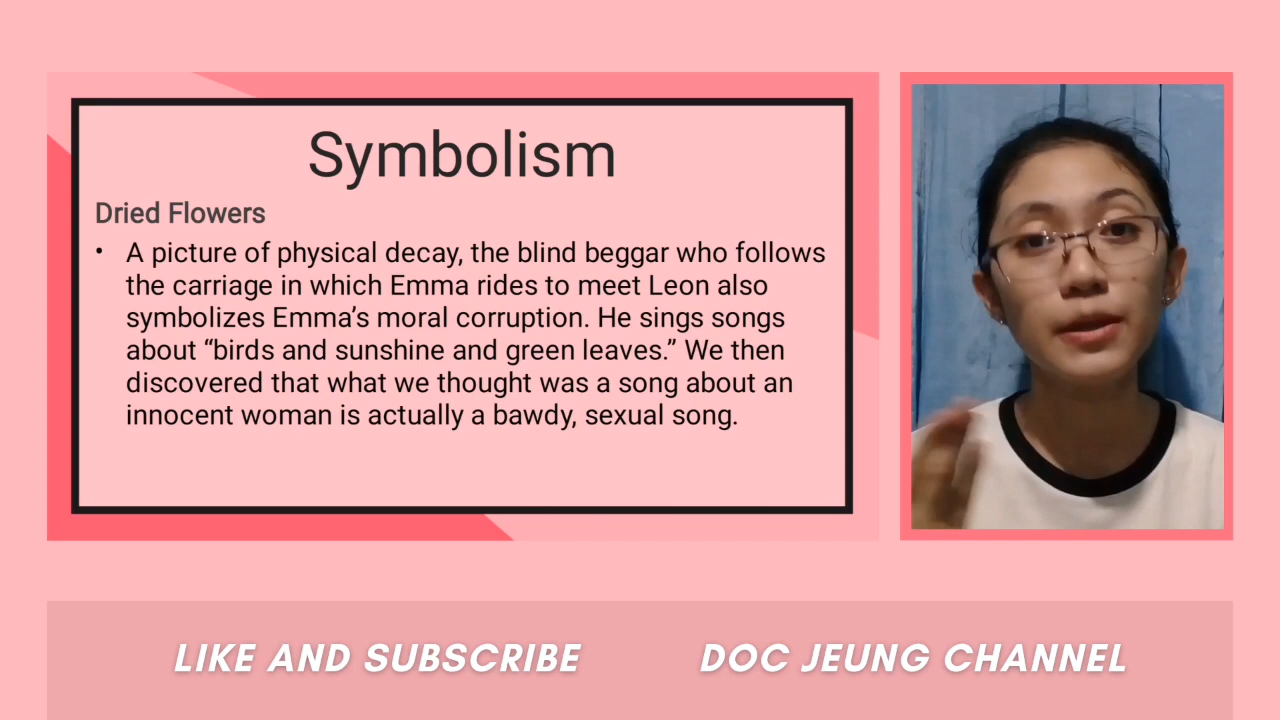 Symbolism
Dried Flowers
• A picture of physical decay, the blind beggar who follows
the carriage in which Emma rides to meet Leon also
symbolizes Emma’s moral corruption. He sings songs
about “birds and sunshine and green leaves.” We then
discovered that what we thought was a song about an
innocent woman is actually a bawdy, sexual song.
LIKE AND SUBSCRIBE
DOC JEUNG CHANNEL